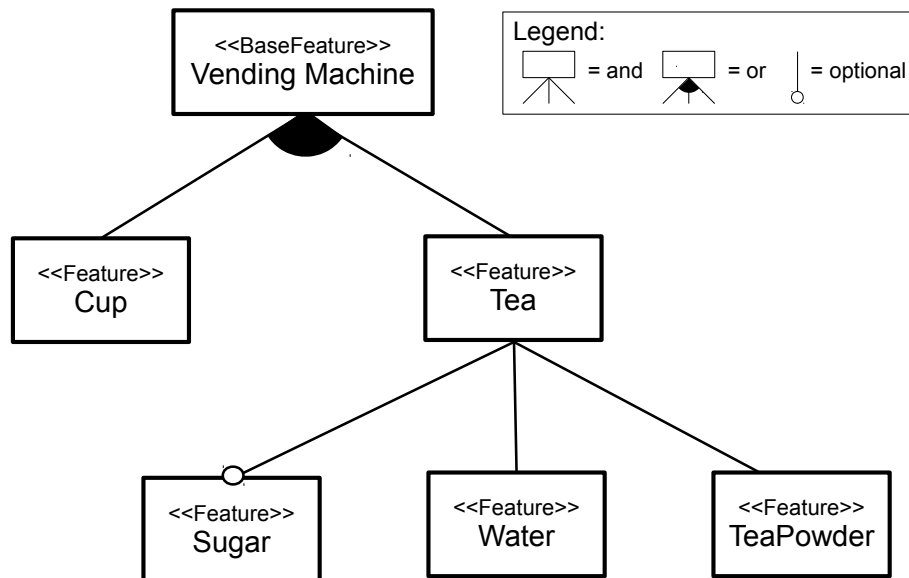 <<BaseFeature>>
Vending Machine
Legend:
= and
= or
= optional
<<Feature>>
Cup
<<Feature>>
Tea
<<Feature>>
Sugar
<<Feature>>
Water
<<Feature>>
TeaPowder